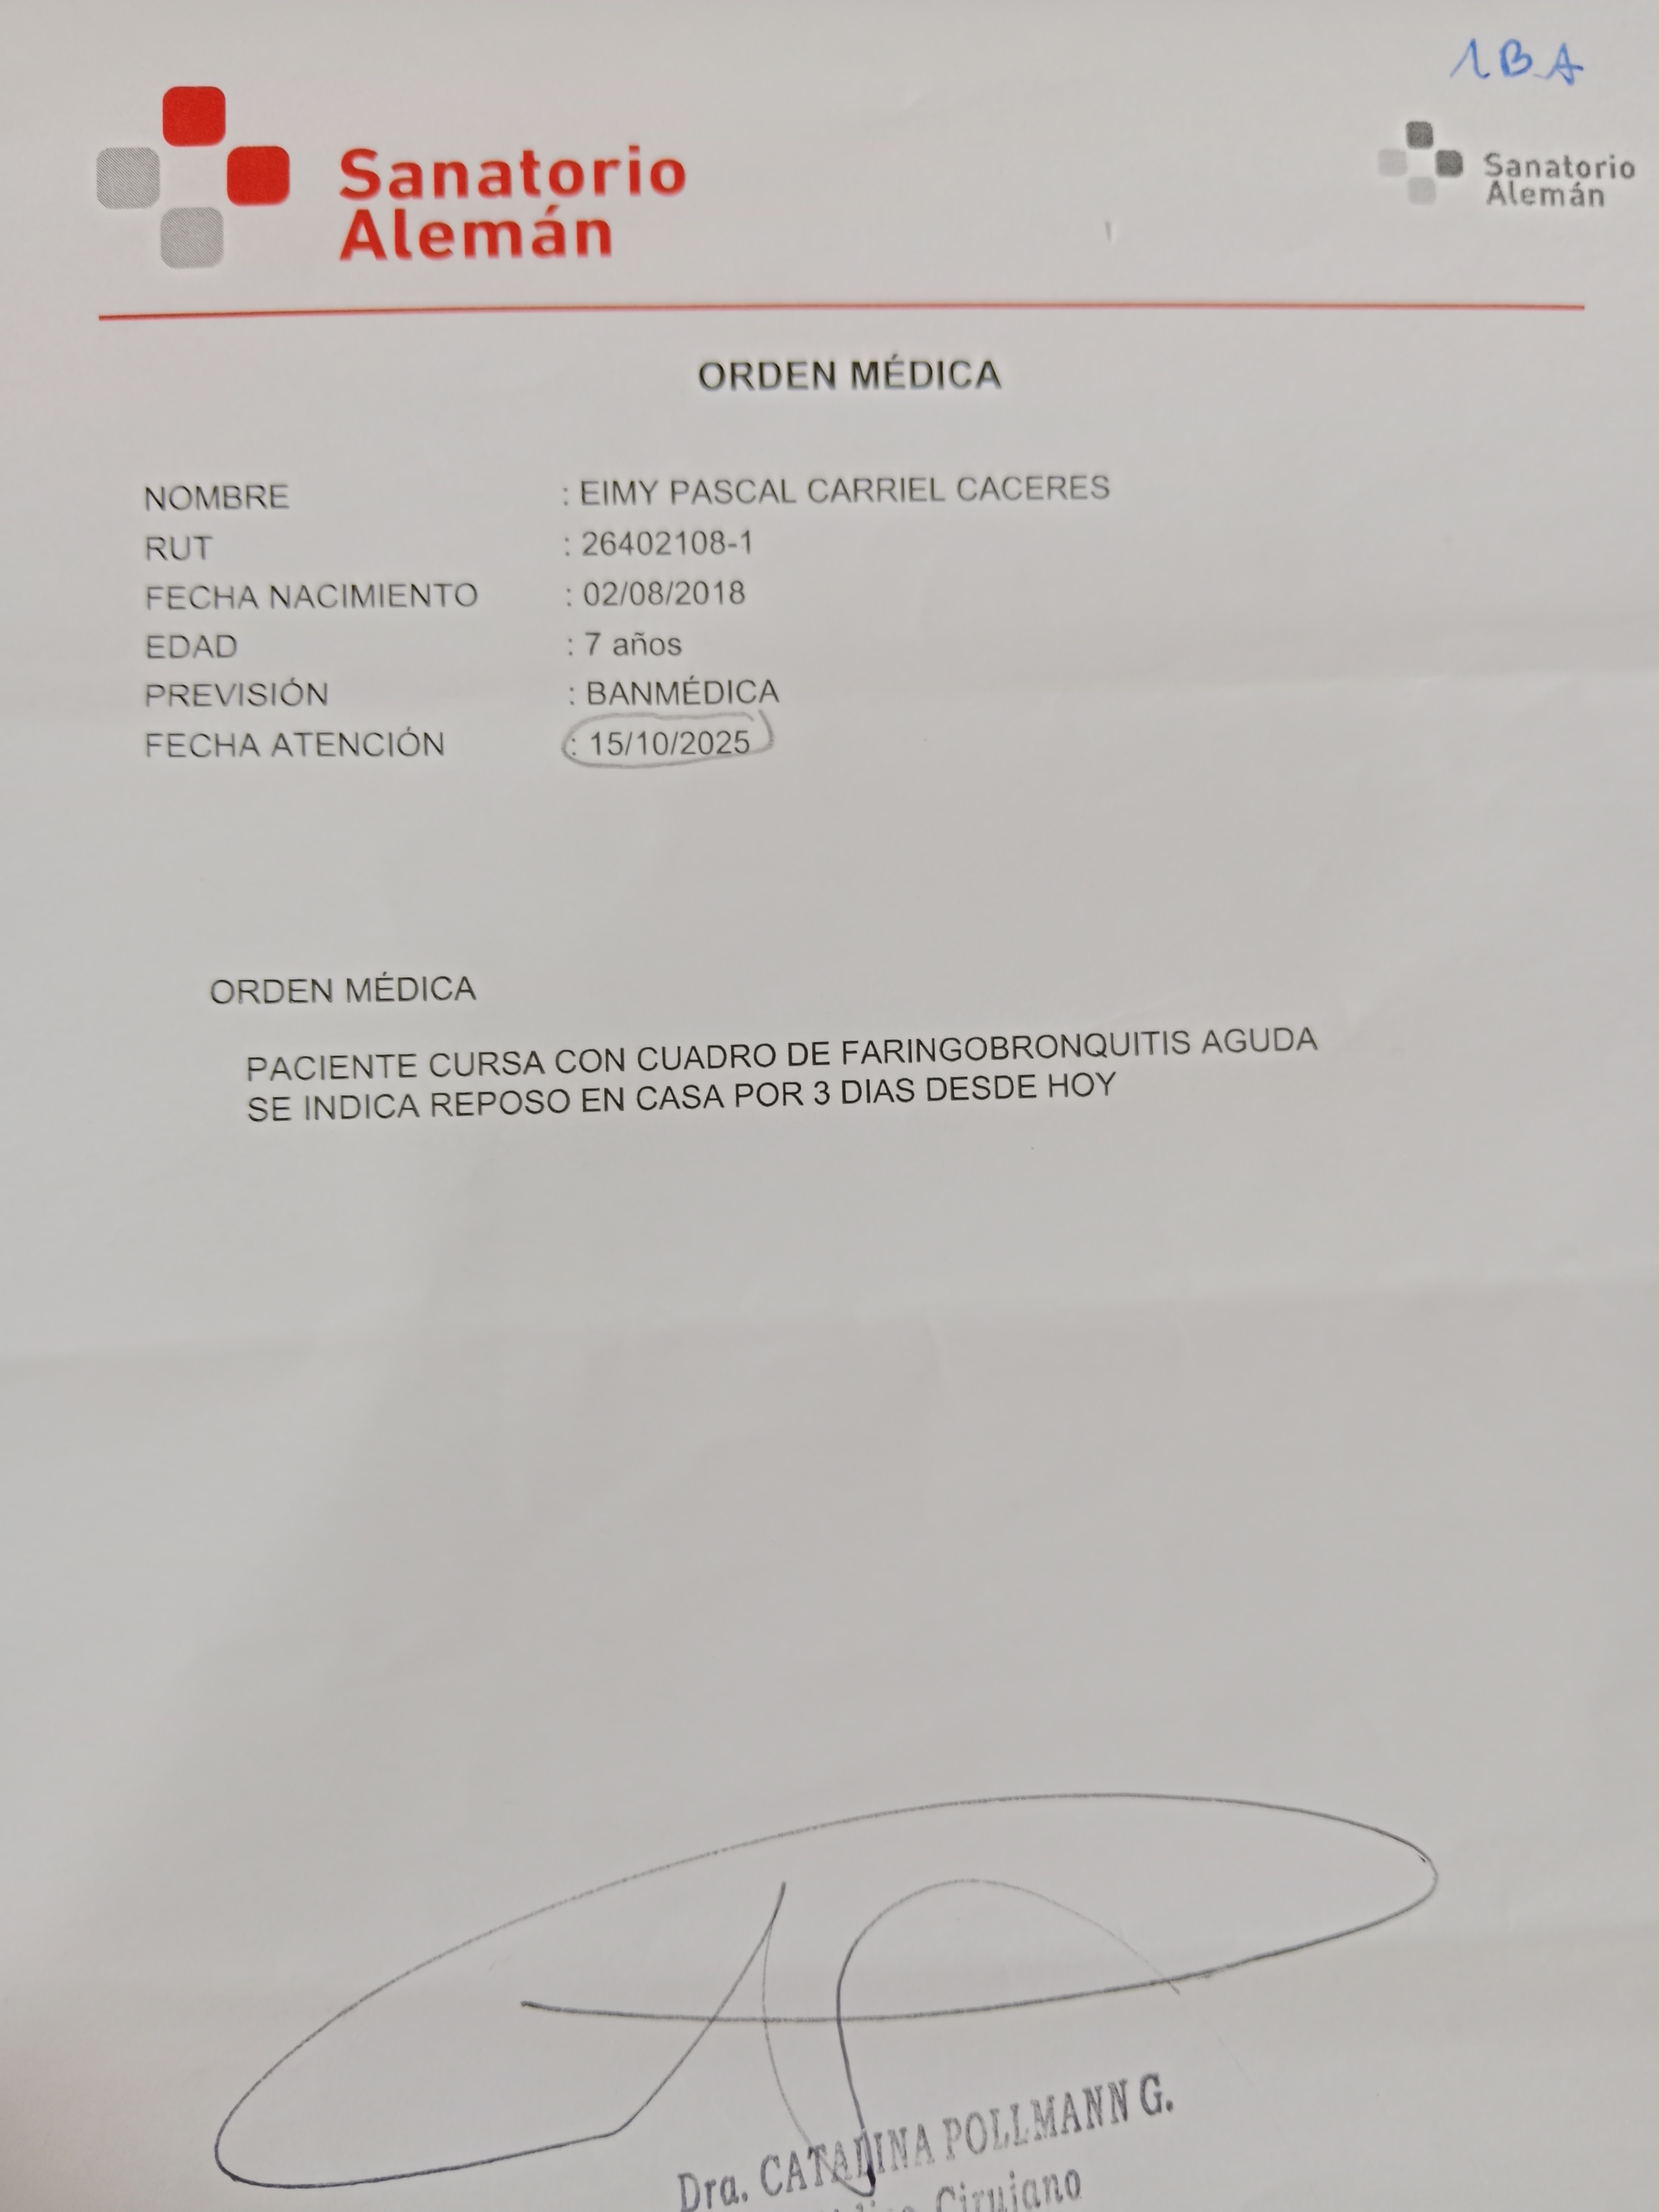 1BA
Sanatorio
Alemán
Sanatorio
Alemán
ORDEN MÉDICA
NOMBRE : EIMY PASCAL CARRIEL CACERES
RUT : 26402108-1
FECHA NACIMIENTO : 02/08/2018
EDAD : 7 años
PREVISIÓN : BANMÉDICA
FECHA ATENCIÓN : 15/10/2025
ORDEN MÉDICA
PACIENTE CURSA CON CUADRO DE FARINGOBRONQUITIS AGUDA
SE INDICA REPOSO EN CASA POR 3 DIAS DESDE HOY
Dra. CATALINA POLLMANN G.
Cirujano